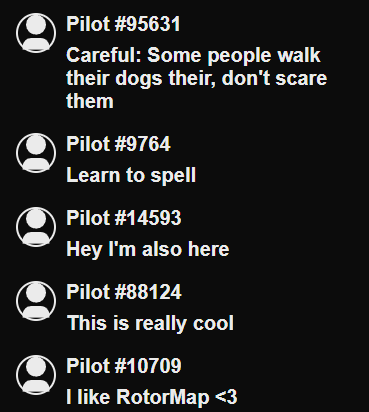 Pilot #95631
Careful: Some people walk
their dogs their, don't scare
them
Pilot #9764
Learn to spell
Pilot #14593
Hey I'm also here
Pilot #88124
This is really cool
Pilot #10709
I like RotorMap <3